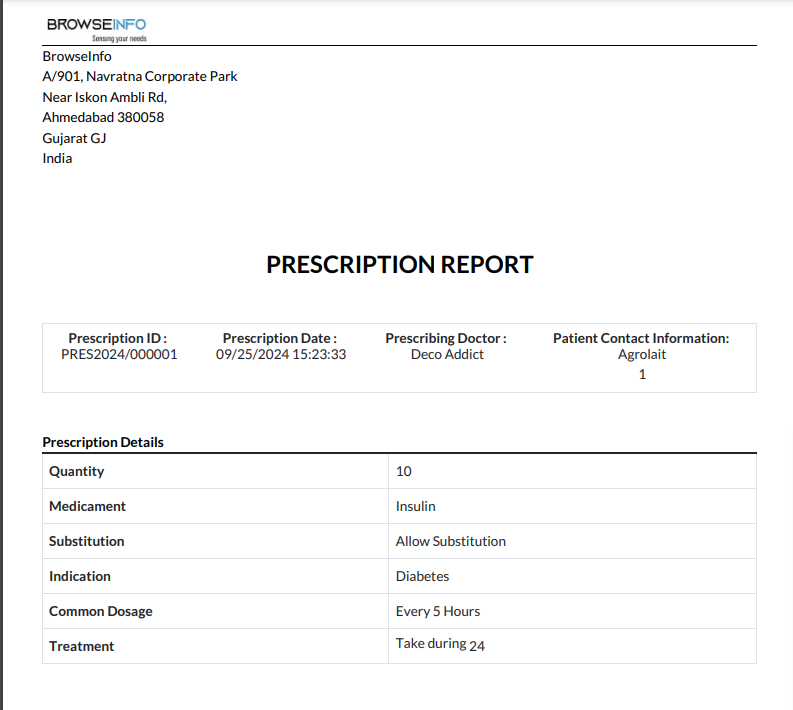 BROWSEINFO
Sensing your needs
BrowseInfo
A/901, Navratna Corporate Park
Near Iskon Ambli Rd,
Ahmedabad 380058
Gujarat GJ
India
PRESCRIPTION REPORT
Prescription ID : Prescription Date : Prescribing Doctor : Patient Contact Information:
PRES2024/000001 09/25/2024 15:23:33 Deco Addict Agrolait
1
Prescription Details
Quantity 10
Medicament Insulin
Substitution Allow Substitution
Indication Diabetes
Common Dosage Every 5 Hours
Treatment Take during 24